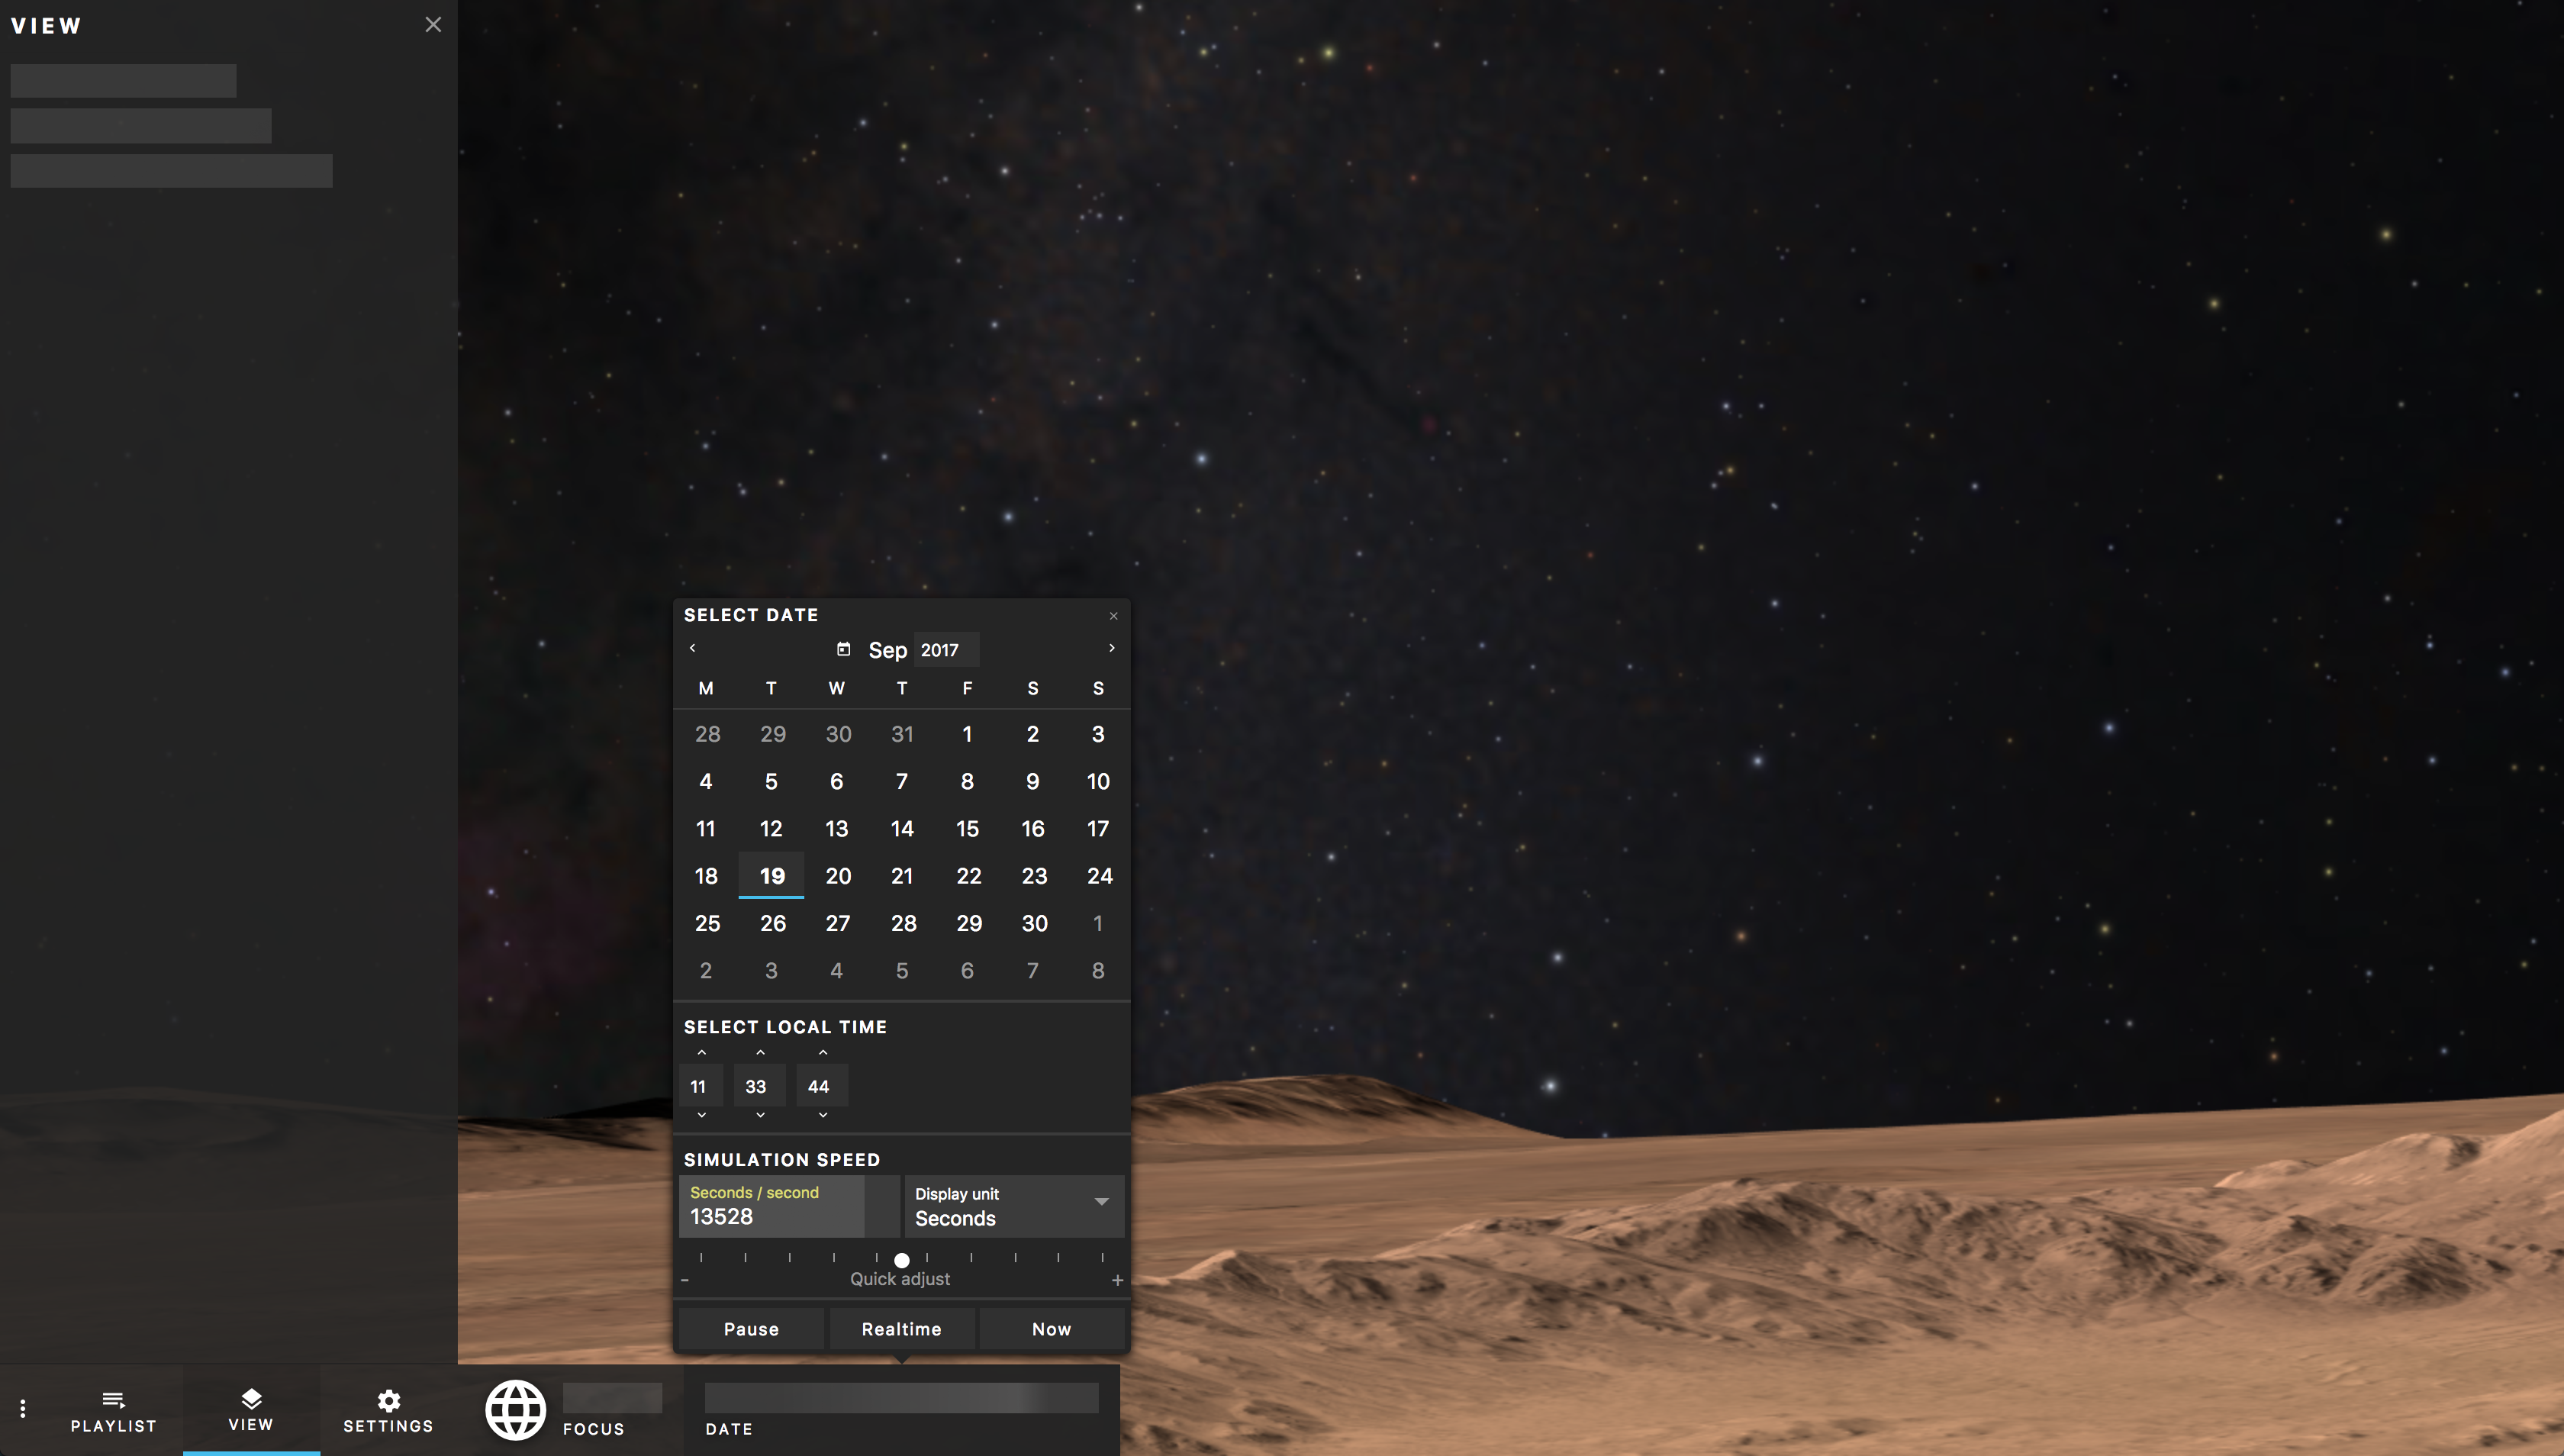 VIEW
SELECT DATE
Sep 2017
M T W T F S S
28 29 30 31 1 2 3
4 5 6 7 8 9 10
11 12 13 14 15 16 17
18 19 20 21 22 23 24
25 26 27 28 29 30 1
2 3 4 5 6 7 8
SELECT LOCAL TIME
11 33 44
SIMULATION SPEED
Seconds / second
13528
Display unit
Seconds
- Quick adjust +
Pause Realtime Now
PLAYLIST VIEW SETTINGS FOCUS DATE